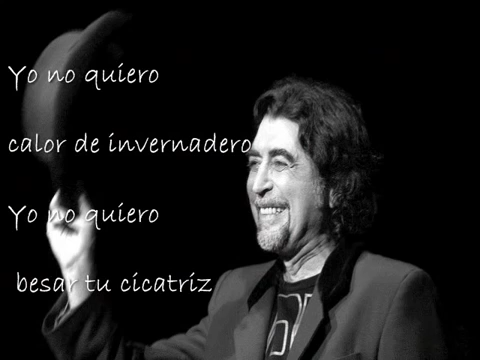 Yo no quiero
calor de invernadero
Yo no quiero
besar tu cicatriz